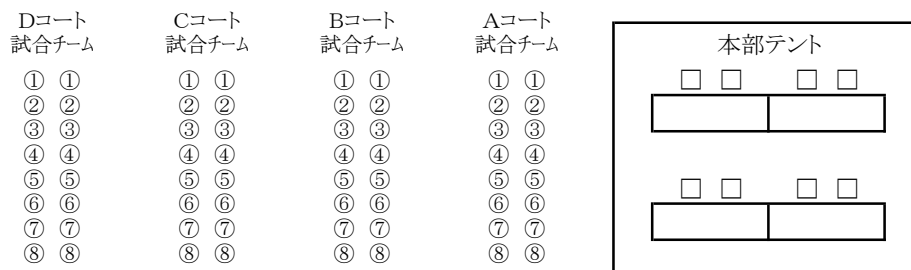 Dコート Cコート Bコート Aコート
試合チーム 試合チーム 試合チーム 試合チーム
本部テント
① ① ① ① ① ① ① ①
② ② ② ② ② ② ② ②
③ ③ ③ ③ ③ ③ ③ ③
④ ④ ④ ④ ④ ④ ④ ④
⑤ ⑤ ⑤ ⑤ ⑤ ⑤ ⑤ ⑤
⑥ ⑥ ⑥ ⑥ ⑥ ⑥ ⑥ ⑥
⑦ ⑦ ⑦ ⑦ ⑦ ⑦ ⑦ ⑦
⑧ ⑧ ⑧ ⑧ ⑧ ⑧ ⑧ ⑧